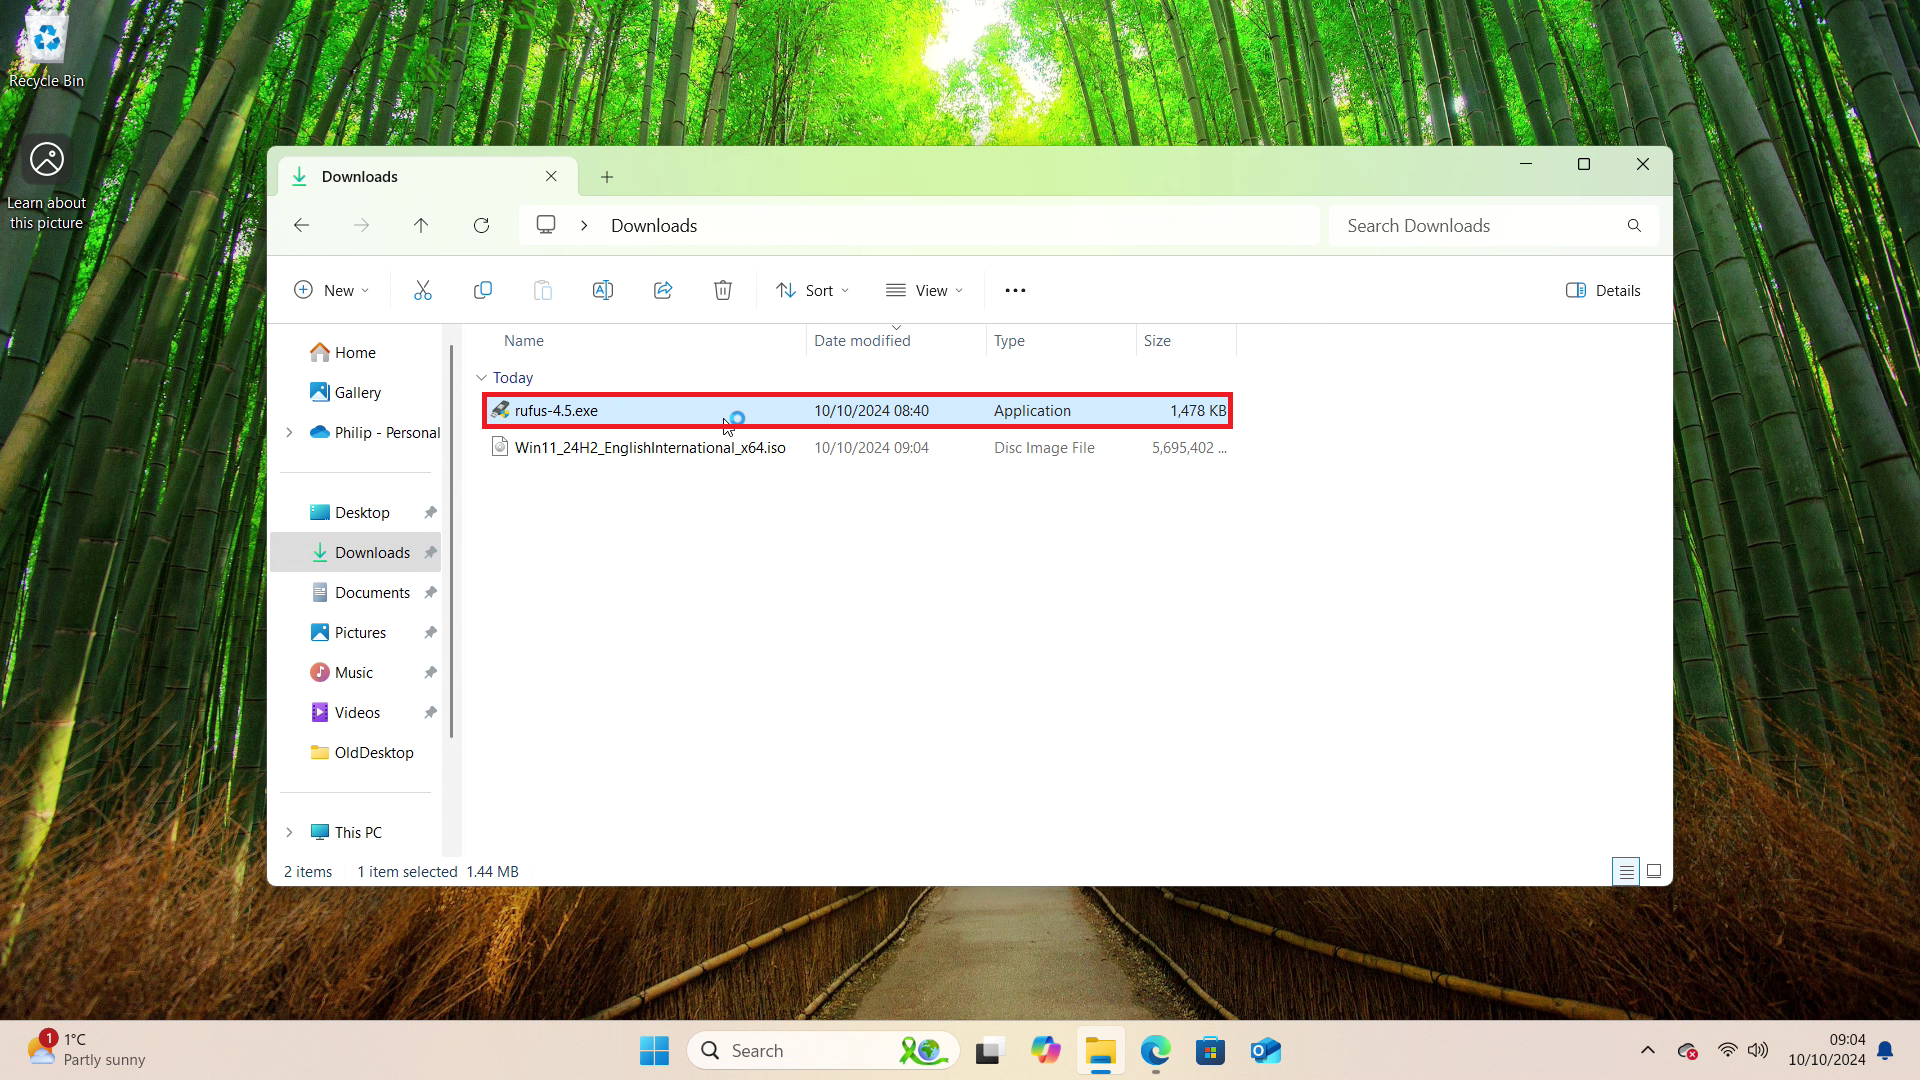 Recycle Bin
Learn about
this picture
Downloads
Downloads
Search Downloads
New
Sort
View
Details
Home
Gallery
Philip - Personal
Desktop
Downloads
Documents
Pictures
Music
Videos
OldDesktop
This PC
Name Date modified Type Size
Today
rufus-4.5.exe 10/10/2024 08:40 Application 1,478 KB
Win11_24H2_EnglishInternational_x64.iso 10/10/2024 09:04 Disc Image File 5,695,402 ...
2 items 1 item selected 1.44 MB
1
1°C
Partly sunny
Search
09:04
10/10/2024